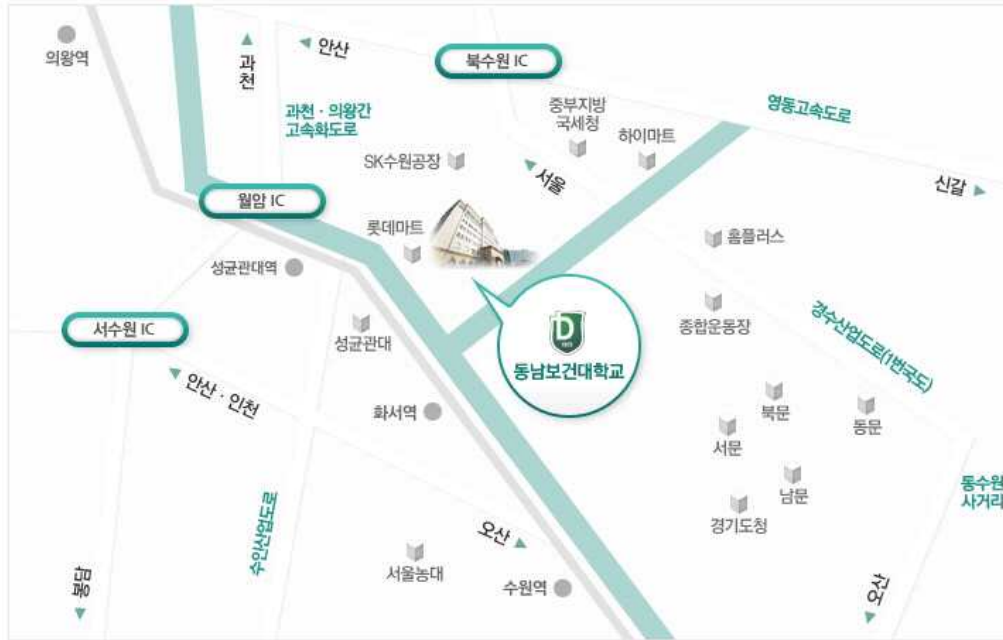 의왕역
과천
안산
북수원 IC
과천 · 의왕간
고속화도로
중부지방
국세청
하이마트
영동고속도로
SK수원공장
서울
신갈
월암 IC
롯데마트
홈플러스
성균관대역
서수원 IC
성균관대
D
동남보건대학교
종합운동장
경수산업도로(1번국도)
안산 · 인천
화서역
북문
동문
서문
남문
동수원
사거리
경기도청
수인산업도로
오산
서울농대
수원역
봉담
오산